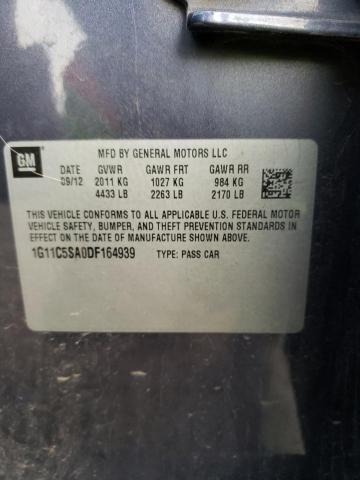 GM
MFD BY GENERAL MOTORS LLC
DATE GVWR GAWR FRT GAWR RR
09/12 2011 KG 1027 KG 984 KG
4433 LB 2263 LB 2170 LB
THIS VEHICLE CONFORMS TO ALL APPLICABLE U.S. FEDERAL MOTOR
VEHICLE SAFETY, BUMPER, AND THEFT PREVENTION STANDARDS IN
EFFECT ON THE DATE OF MANUFACTURE SHOWN ABOVE.
1G11C5SA0DF164939 TYPE: PASS CAR